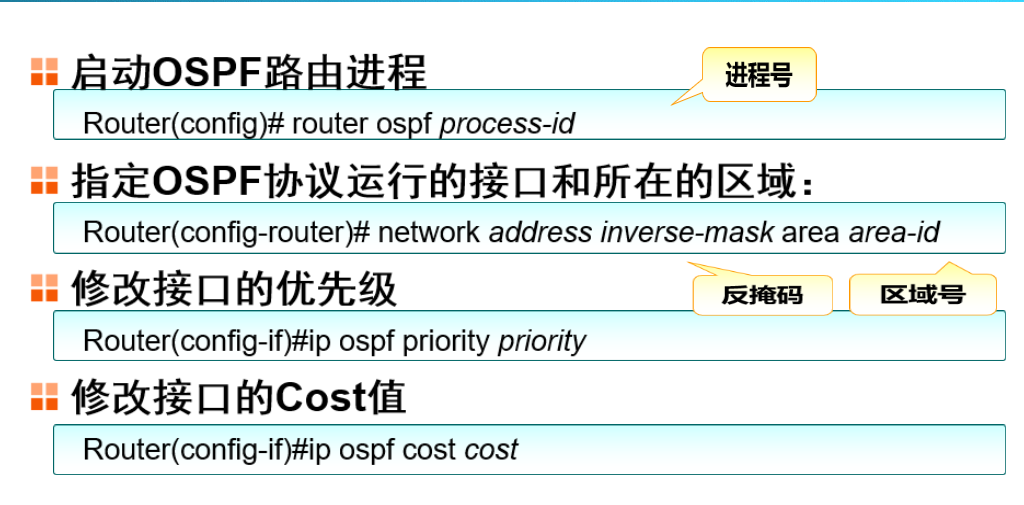 启动OSPF路由进程
进程号
Router(config)# router ospf process-id
指定OSPF协议运行的接口和所在的区域：
Router(config-router)# network address inverse-mask area area-id
修改接口的优先级
反掩码
区域号
Router(config-if)#ip ospf priority priority
修改接口的Cost值
Router(config-if)#ip ospf cost cost